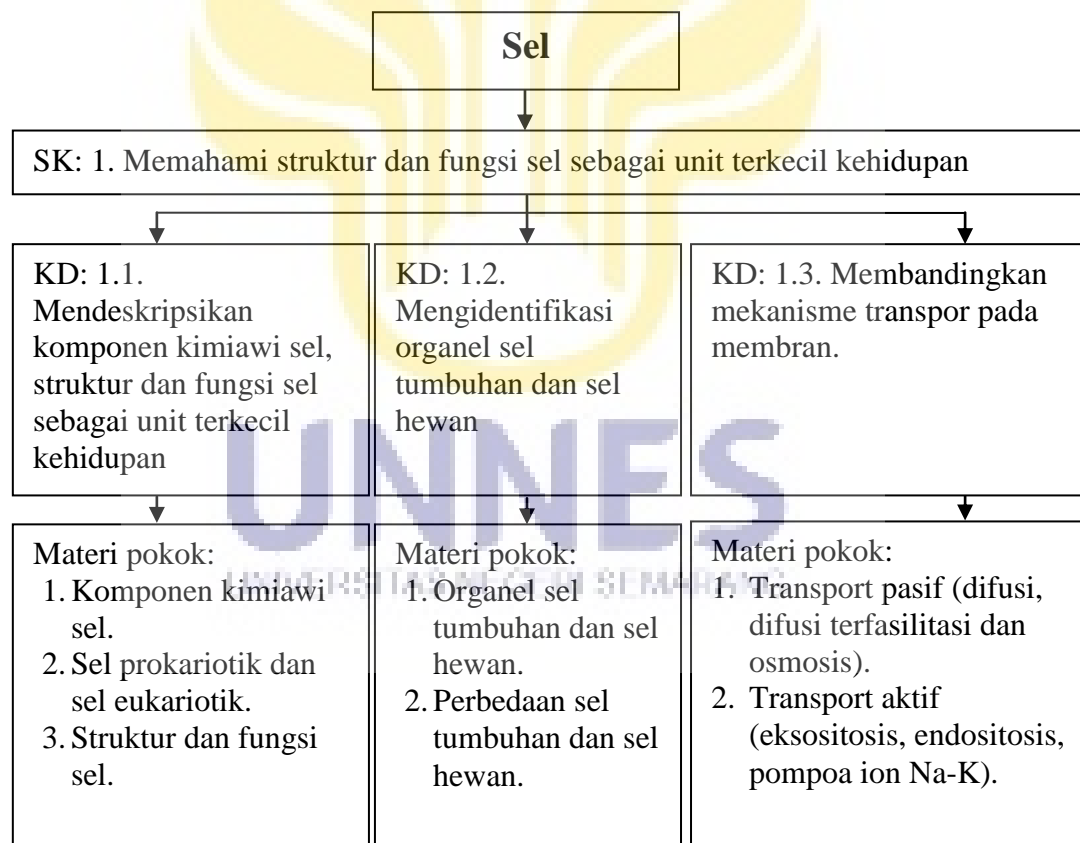 Sel
SK: 1. Memahami struktur dan fungsi sel sebagai unit terkecil kehidupan
KD: 1.1.
Mendeskripsikan
komponen kimiawi sel,
struktur dan fungsi sel
sebagai unit terkecil
kehidupan
KD: 1.2.
Mengidentifikasi
organel sel
tumbuhan dan sel
hewan
KD: 1.3. Membandingkan
mekanisme transpor pada
membran.
Materi pokok:
1. Komponen kimiawi
sel.
2. Sel prokariotik dan
sel eukariotik.
3. Struktur dan fungsi
sel.
Materi pokok:
1. Organel sel
tumbuhan dan sel
hewan.
2. Perbedaan sel
tumbuhan dan sel
hewan.
Materi pokok:
1. Transport pasif (difusi,
difusi terfasilitasi dan
osmosis).
2. Transport aktif
(eksositosis, endositosis,
pompoa ion Na-K).
UNNES
UNIVERSITAS NEGERI SEMARANG